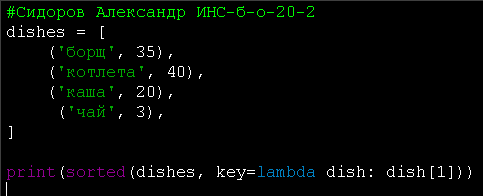 #Сидоров Александр ИНС-б-о-20-2
dishes = [
    ('борщ', 35),
    ('котлета', 40),
    ('каша', 20),
     ('чай', 3),
]

print(sorted(dishes, key=lambda dish: dish[1]))